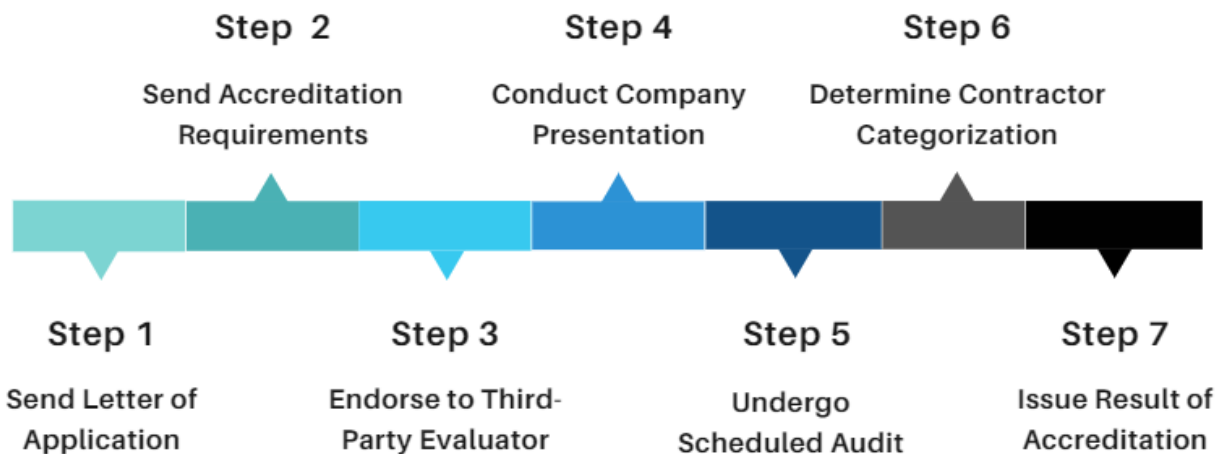 Step 2
Send Accreditation
Requirements
Step 4
Conduct Company
Presentation
Step 6
Determine Contractor
Categorization
Step 1
Send Letter of
Application
Step 3
Endorse to Third-
Party Evaluator
Step 5
Undergo
Scheduled Audit
Step 7
Issue Result of
Accreditation